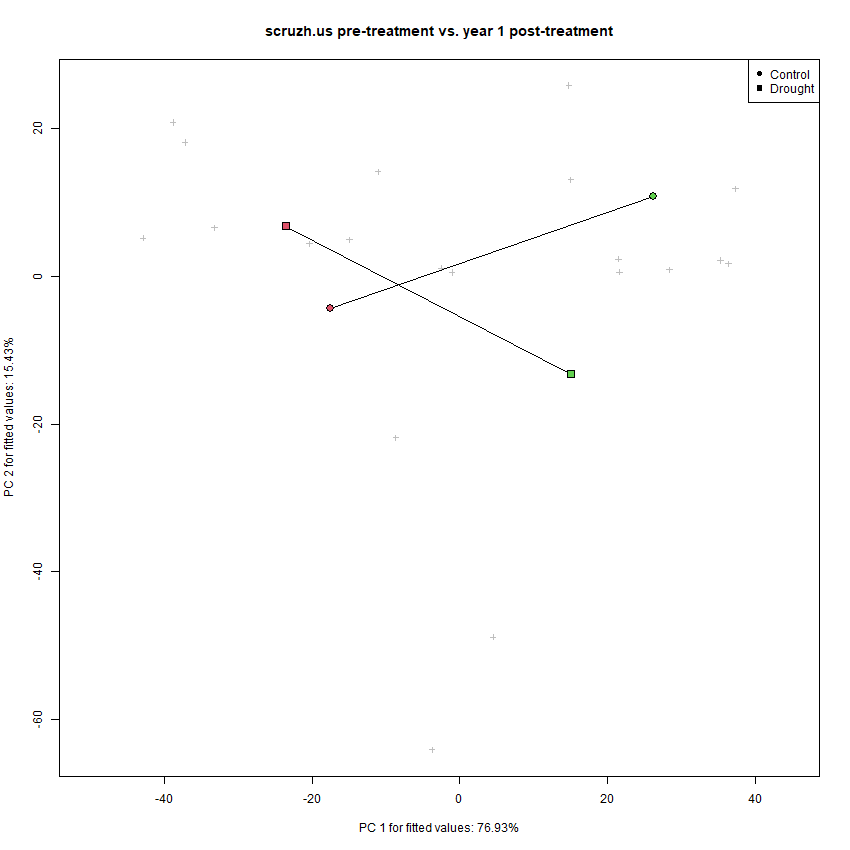 scruzh.us pre-treatment vs. year 1 post-treatment
Control
Drought
20
0
-20
-40
-60
PC 2 for fitted values: 15.43%
-40
-20
0
20
40
PC 1 for fitted values: 76.93%